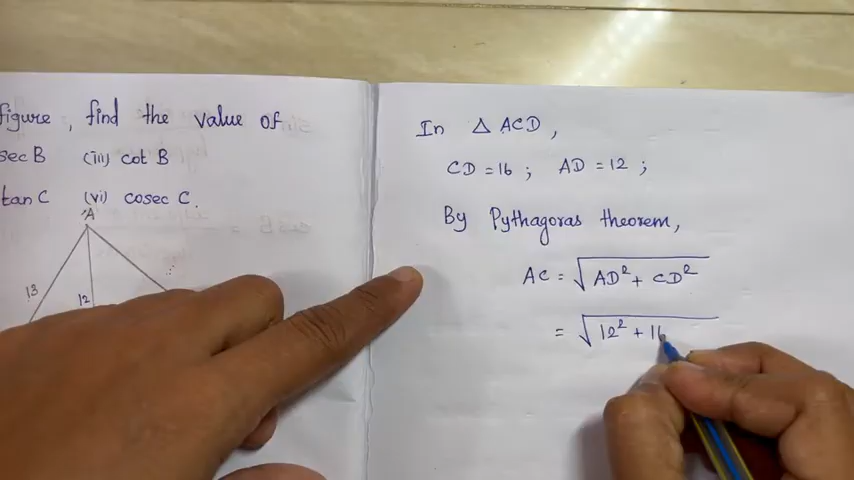 figure, find the value of
sec B (iii) cot B
tan C (vi) cosec C.
A
13
12
In △ ACD,
CD = 16 ; AD = 12 ;
By Pythagoras theorem,
AC = √AD² + CD²
= √12² + 16